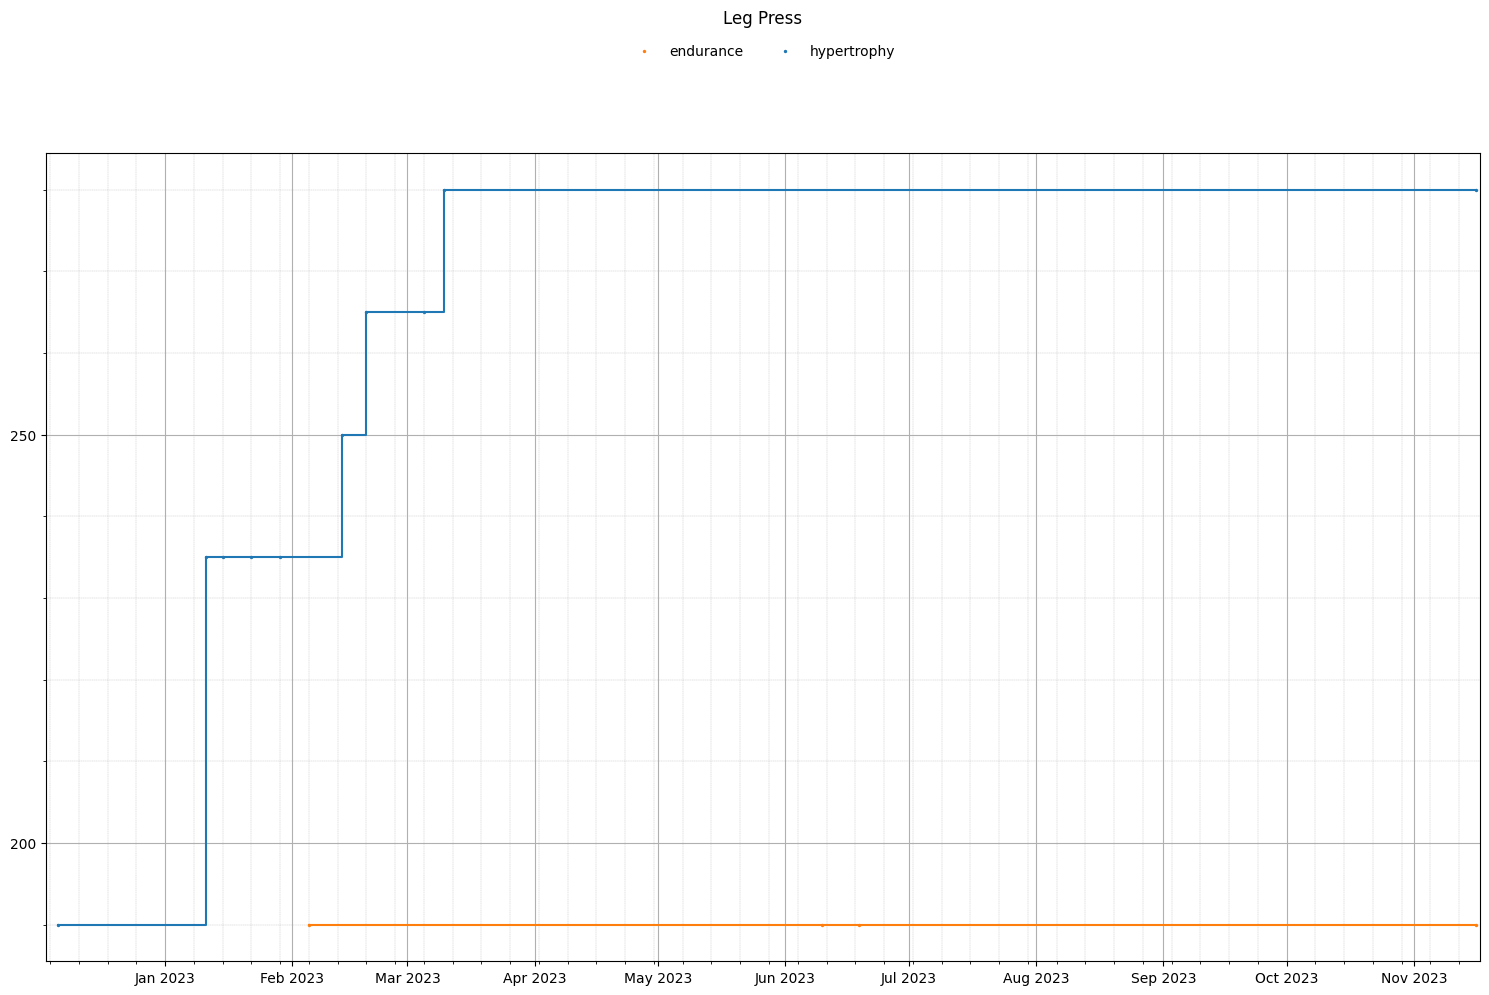 Leg Press
endurance hypertrophy
250
200
Jan 2023 Feb 2023 Mar 2023 Apr 2023 May 2023 Jun 2023 Jul 2023 Aug 2023 Sep 2023 Oct 2023 Nov 2023